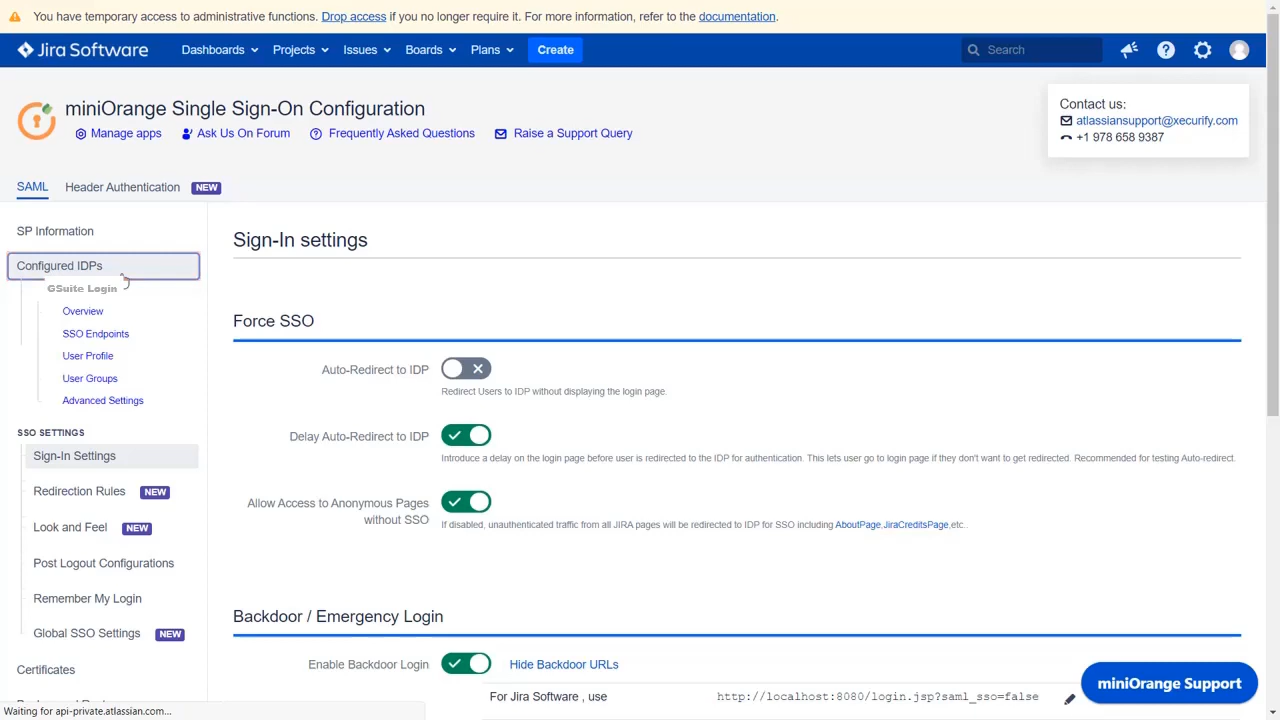 You have temporary access to administrative functions. Drop access if you no longer require it. For more information, refer to the documentation.
Jira Software Dashboards Projects Issues Boards Plans Create Search
miniOrange Single Sign-On Configuration
Manage apps Ask Us On Forum Frequently Asked Questions Raise a Support Query
Contact us:
atlassiansupport@xecurify.com
+1 978 658 9387
SAML Header Authentication NEW
SP Information
Configured IDPs
GSuite Login
Overview
SSO Endpoints
User Profile
User Groups
Advanced Settings
SSO SETTINGS
Sign-In Settings
Redirection Rules NEW
Look and Feel NEW
Post Logout Configurations
Remember My Login
Global SSO Settings NEW
Certificates
Sign-In settings
Force SSO
Auto-Redirect to IDP
Redirect Users to IDP without displaying the login page.
Delay Auto-Redirect to IDP
Introduce a delay on the login page before user is redirected to the IDP for authentication. This lets user go to login page if they don't want to get redirected. Recommended for testing Auto-redirect.
Allow Access to Anonymous Pages
without SSO
If disabled, unauthenticated traffic from all JIRA pages will be redirected to IDP for SSO including AboutPage,JiraCreditsPage,etc..
Backdoor / Emergency Login
Enable Backdoor Login Hide Backdoor URLs
For Jira Software , use http://localhost:8080/login.jsp?saml_sso=false
miniOrange Support
Waiting for api-private.atlassian.com...